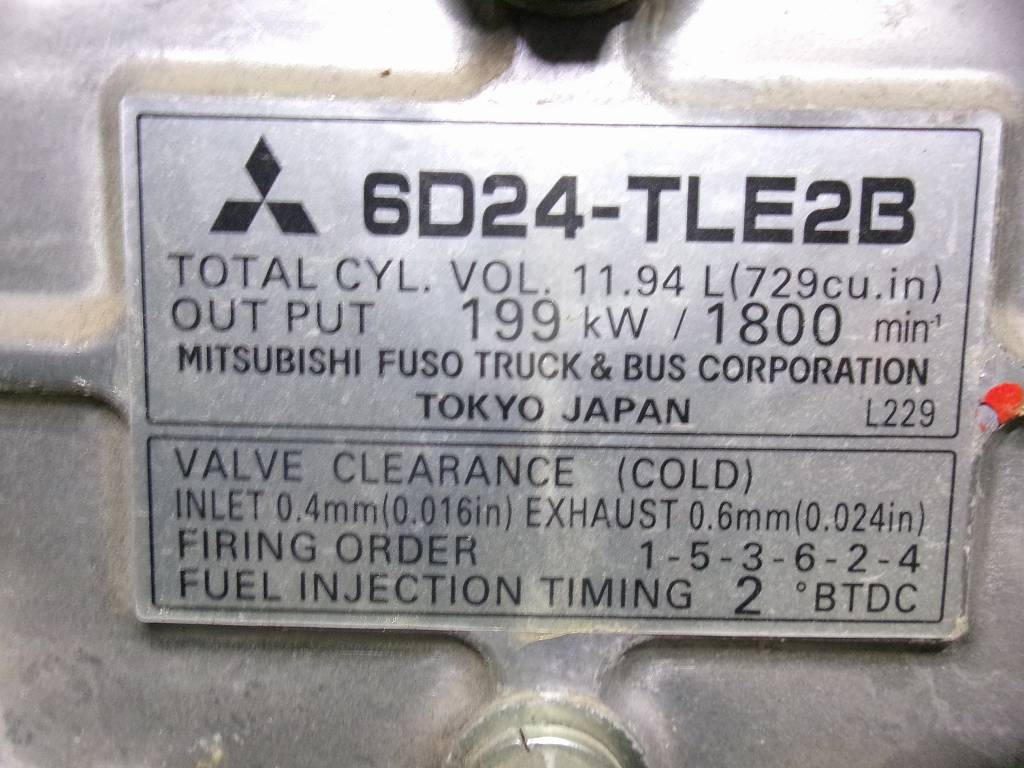 6D24-TLE2B
TOTAL CYL. VOL. 11.94 L(729cu.in)
OUT PUT 199 kW / 1800 min⁻¹
MITSUBISHI FUSO TRUCK & BUS CORPORATION
TOKYO JAPAN L229
VALVE CLEARANCE (COLD)
INLET 0.4mm(0.016in) EXHAUST 0.6mm(0.024in)
FIRING ORDER 1-5-3-6-2-4
FUEL INJECTION TIMING 2 °BTDC